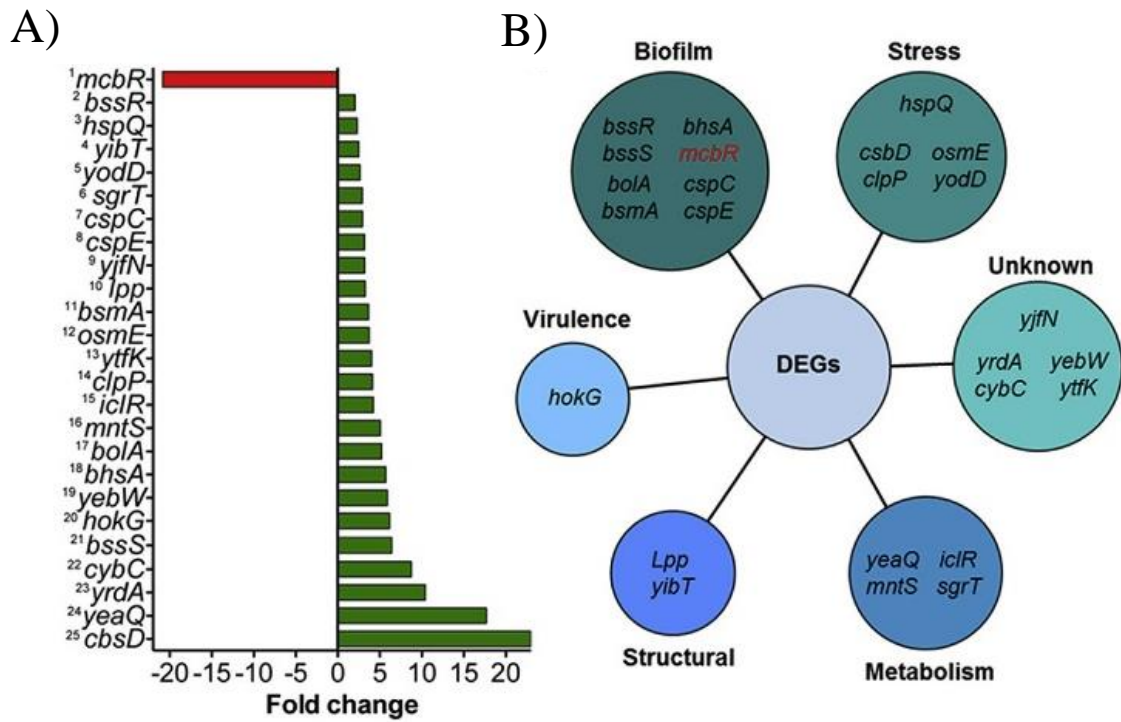 A)
1mcbR
2bssR
3hspQ
4yibT
5yodD
6sgrT
7cspC
8cspE
9yjfN
10lpp
11bsmA
12osmE
13ytfK
14clpP
15iclR
16mntS
17bolA
18bhsA
19yebW
20hokG
21bssS
22cybC
23yrdA
24yeaQ
25cbsD
-20 -15 -10 -5 0 5 10 15 20
Fold change
B)
Biofilm
bssR bhsA
bssS mcbR
bolA cspC
bsmA cspE
Stress
hspQ
csbD osmE
clpP yodD
Unknown
yjfN
yrdA yebW
cybC ytfK
Virulence
hokG
DEGs
Lpp
yibT
Structural
yeaQ iclR
mntS sgrT
Metabolism